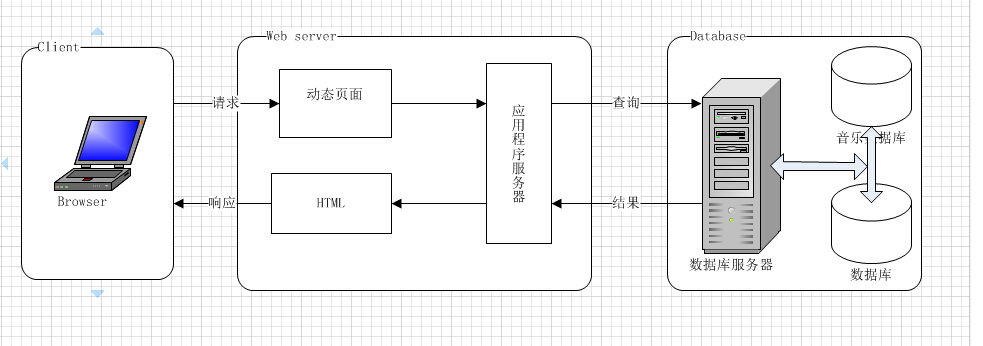 Client
Web server
Database
请求
动态页面
应用程序服务器
查询
音乐数据库
Browser
响应
HTML
结果
数据库服务器
数据库